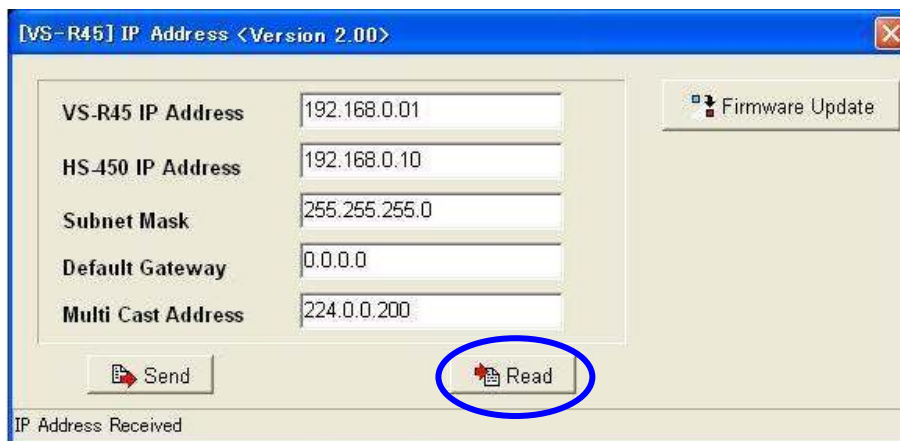 [VS-R45] IP Address <Version 2.00>
VS-R45 IP Address 192.168.0.01
Firmware Update
HS-450 IP Address 192.168.0.10
Subnet Mask 255.255.255.0
Default Gateway 0.0.0.0
Multi Cast Address 224.0.0.200
Send Read
IP Address Received